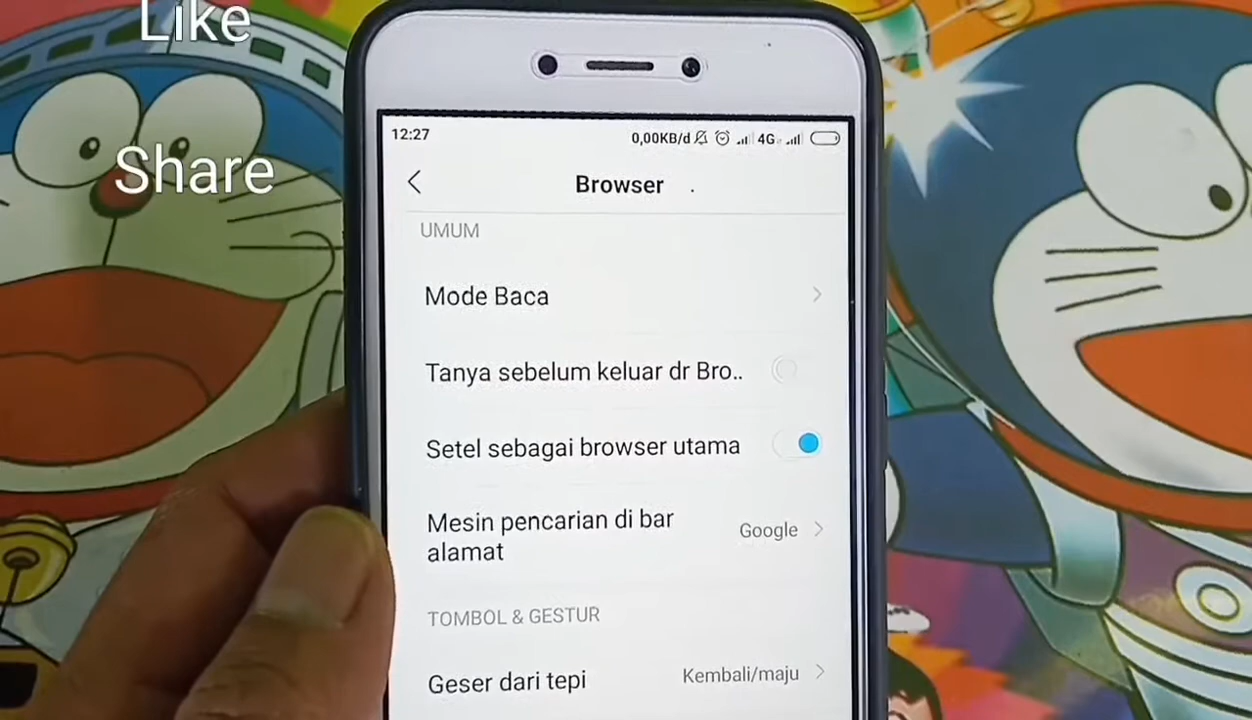 Like
Share
12:27
0,00KB/d 4G
Browser
UMUM
Mode Baca
Tanya sebelum keluar dr Bro..
Setel sebagai browser utama
Mesin pencarian di bar
alamat
Google
TOMBOL & GESTUR
Geser dari tepi
Kembali/maju